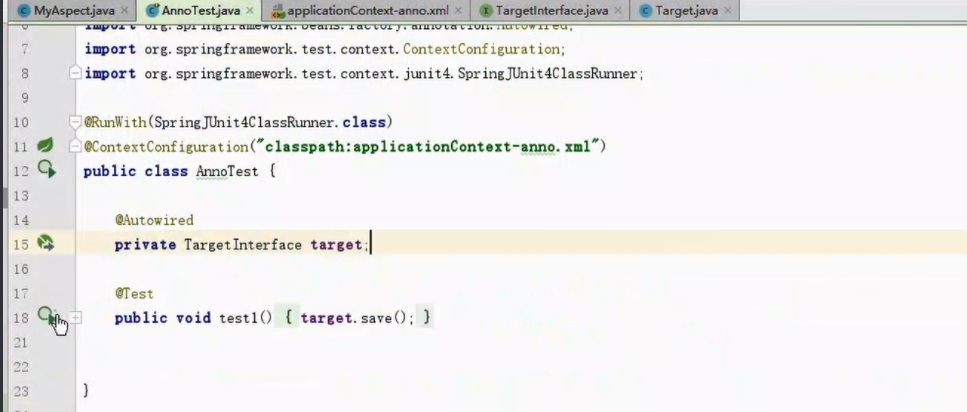 MyAspect.java
AnnoTest.java
applicationContext-anno.xml
TargetInterface.java
Target.java
import org.springframework.beans.factory.annotation.Autowired;
7 import org.springframework.test.context.ContextConfiguration;
8 import org.springframework.test.context.junit4.SpringJUnit4ClassRunner;
9
10 @RunWith(SpringJUnit4ClassRunner.class)
11 @ContextConfiguration("classpath:applicationContext-anno.xml")
12 public class AnnoTest {
13
14 @Autowired
15 private TargetInterface target;
16
17 @Test
18 public void test1() { target.save(); }
21
22
23 }